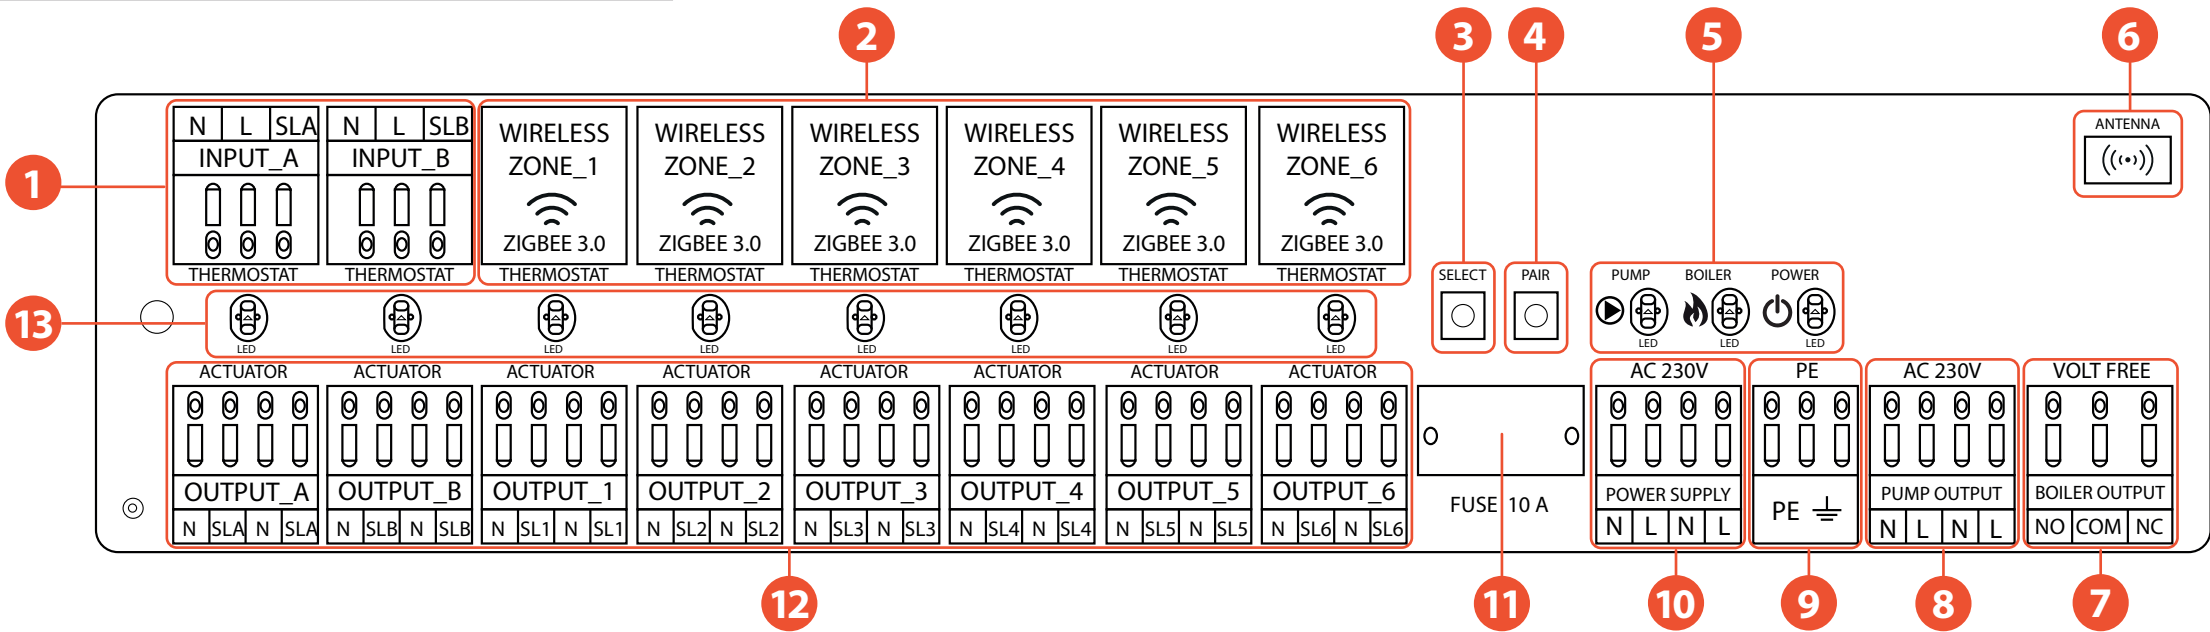 2 3 4 5 6
ANTENNA
N L SLA N L SLB
INPUT_A INPUT_B
WIRELESS WIRELESS WIRELESS WIRELESS WIRELESS WIRELESS
ZONE_1 ZONE_2 ZONE_3 ZONE_4 ZONE_5 ZONE_6
1
ZIGBEE 3.0 ZIGBEE 3.0 ZIGBEE 3.0 ZIGBEE 3.0 ZIGBEE 3.0 ZIGBEE 3.0
THERMOSTAT THERMOSTAT THERMOSTAT THERMOSTAT THERMOSTAT THERMOSTAT THERMOSTAT THERMOSTAT SELECT PAIR PUMP BOILER POWER
13
LED LED LED LED LED LED LED LED LED LED LED
ACTUATOR ACTUATOR ACTUATOR ACTUATOR ACTUATOR ACTUATOR ACTUATOR ACTUATOR AC 230V PE AC 230V VOLT FREE
OUTPUT_A OUTPUT_B OUTPUT_1 OUTPUT_2 OUTPUT_3 OUTPUT_4 OUTPUT_5 OUTPUT_6 FUSE 10 A POWER SUPPLY PE PUMP OUTPUT BOILER OUTPUT
N SLA N SLA N SLB N SLB N SL1 N SL1 N SL2 N SL2 N SL3 N SL3 N SL4 N SL4 N SL5 N SL5 N SL6 N SL6 N L N L N L N L NO COM NC
12 11 10 9 8 7